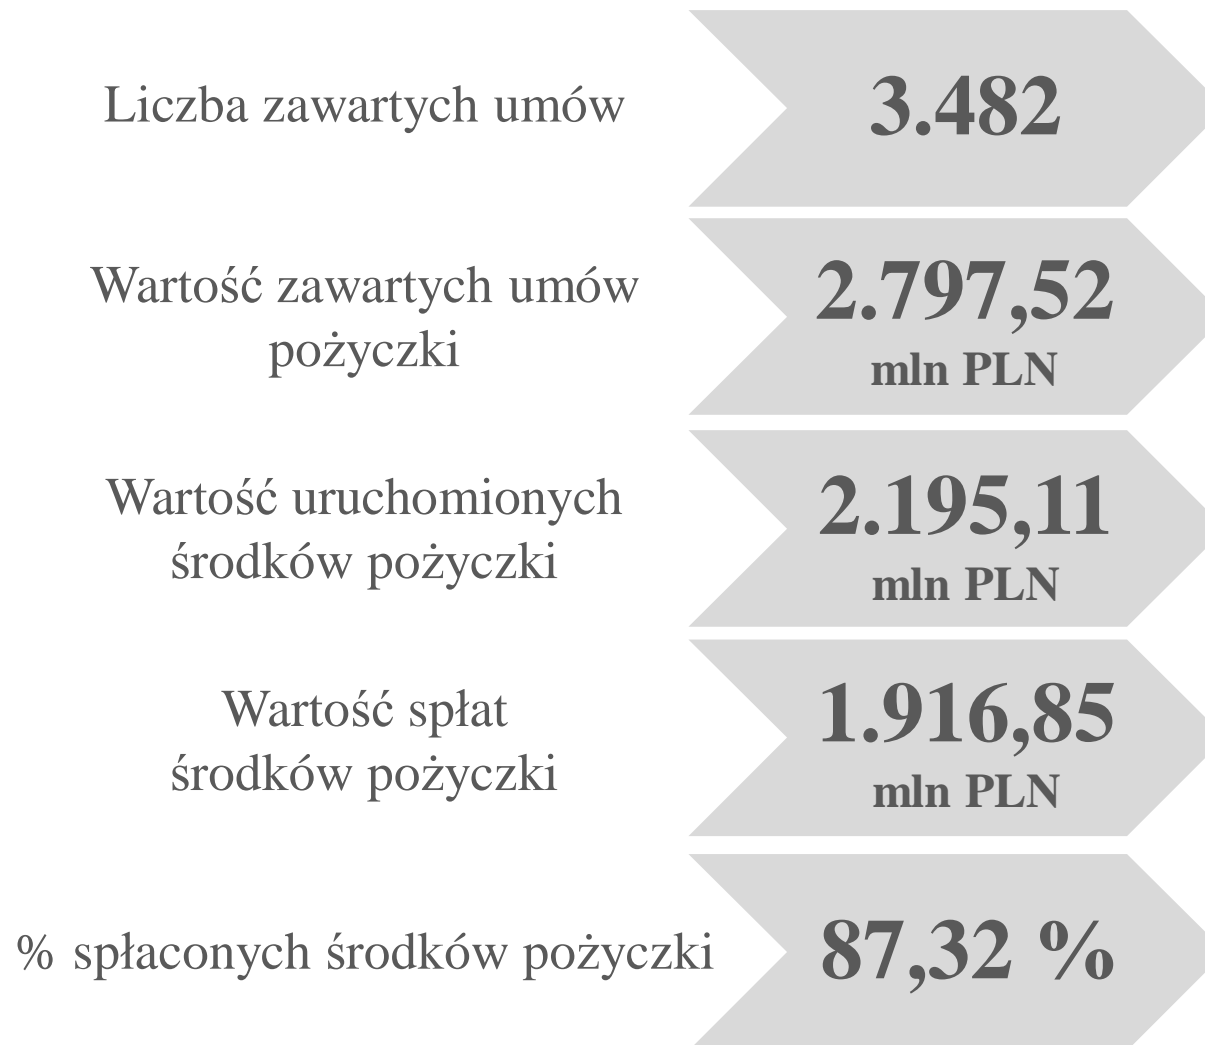 Liczba zawartych umów
3.482
Wartość zawartych umów
pożyczki
2.797,52
mln PLN
Wartość uruchomionych
środków pożyczki
2.195,11
mln PLN
Wartość spłat
środków pożyczki
1.916,85
mln PLN
% spłaconych środków pożyczki
87,32 %